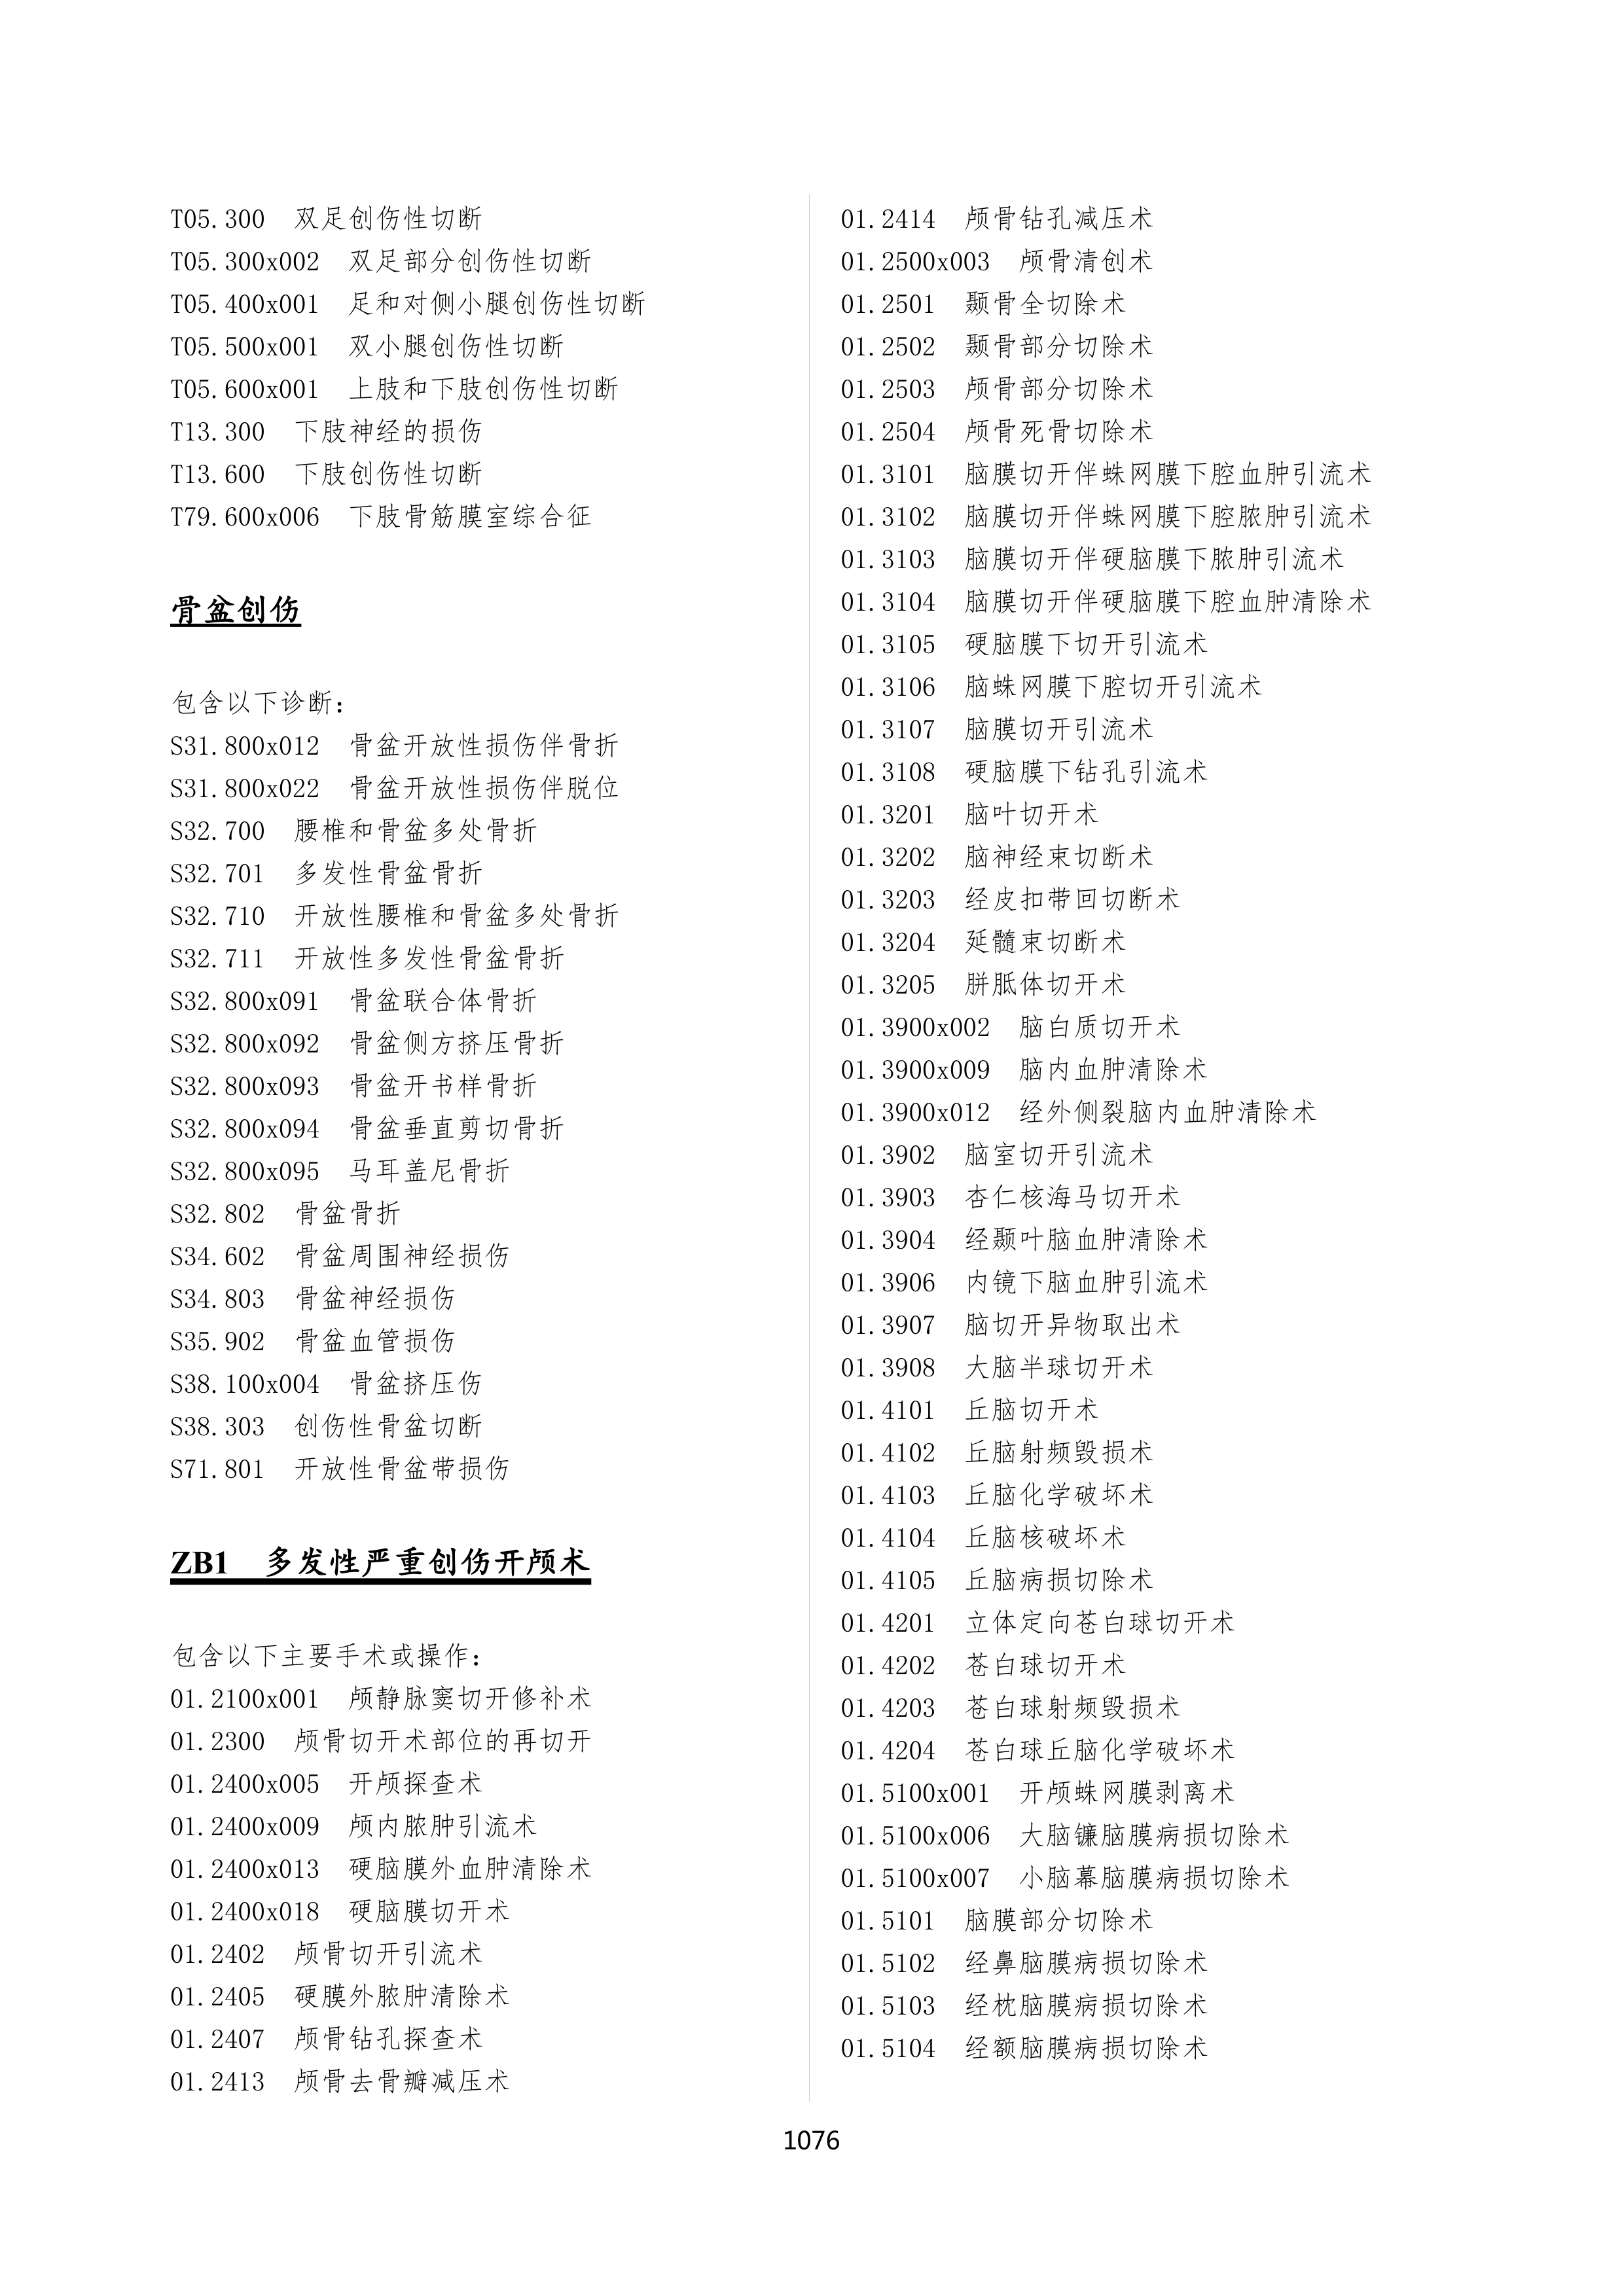 T05.300 双足创伤性切断
T05.300x002 双足部分创伤性切断
T05.400x001 足和对侧小腿创伤性切断
T05.500x001 双小腿创伤性切断
T05.600x001 上肢和下肢创伤性切断
T13.300 下肢神经的损伤
T13.600 下肢创伤性切断
T79.600x006 下肢骨筋膜室综合征
骨盆创伤
包含以下诊断：
S31.800x012 骨盆开放性损伤伴骨折
S31.800x022 骨盆开放性损伤伴脱位
S32.700 腰椎和骨盆多处骨折
S32.701 多发性骨盆骨折
S32.710 开放性腰椎和骨盆多处骨折
S32.711 开放性多发性骨盆骨折
S32.800x091 骨盆联合体骨折
S32.800x092 骨盆侧方挤压骨折
S32.800x093 骨盆开书样骨折
S32.800x094 骨盆垂直剪切骨折
S32.800x095 马耳盖尼骨折
S32.802 骨盆骨折
S34.602 骨盆周围神经损伤
S34.803 骨盆神经损伤
S35.902 骨盆血管损伤
S38.100x004 骨盆挤压伤
S38.303 创伤性骨盆切断
S71.801 开放性骨盆带损伤
ZB1 多发性严重创伤开颅术
包含以下主要手术或操作：
01.2100x001 颅静脉窦切开修补术
01.2300 颅骨切开术部位的再切开
01.2400x005 开颅探查术
01.2400x009 颅内脓肿引流术
01.2400x013 硬脑膜外血肿清除术
01.2400x018 硬脑膜切开术
01.2402 颅骨切开引流术
01.2405 硬膜外脓肿清除术
01.2407 颅骨钻孔探查术
01.2413 颅骨去骨瓣减压术
01.2414 颅骨钻孔减压术
01.2500x003 颅骨清创术
01.2501 颞骨全切除术
01.2502 颞骨部分切除术
01.2503 颅骨部分切除术
01.2504 颅骨死骨切除术
01.3101 脑膜切开伴蛛网膜下腔血肿引流术
01.3102 脑膜切开伴蛛网膜下腔脓肿引流术
01.3103 脑膜切开伴硬脑膜下脓肿引流术
01.3104 脑膜切开伴硬脑膜下腔血肿清除术
01.3105 硬脑膜下切开引流术
01.3106 脑蛛网膜下腔切开引流术
01.3107 脑膜切开引流术
01.3108 硬脑膜下钻孔引流术
01.3201 脑叶切开术
01.3202 脑神经束切断术
01.3203 经皮扣带回切断术
01.3204 延髓束切断术
01.3205 胼胝体切开术
01.3900x002 脑白质切开术
01.3900x009 脑内血肿清除术
01.3900x012 经外侧裂脑内血肿清除术
01.3902 脑室切开引流术
01.3903 杏仁核海马切开术
01.3904 经颞叶脑血肿清除术
01.3906 内镜下脑血肿引流术
01.3907 脑切开异物取出术
01.3908 大脑半球切开术
01.4101 丘脑切开术
01.4102 丘脑射频毁损术
01.4103 丘脑化学破坏术
01.4104 丘脑核破坏术
01.4105 丘脑病损切除术
01.4201 立体定向苍白球切开术
01.4202 苍白球切开术
01.4203 苍白球射频毁损术
01.4204 苍白球丘脑化学破坏术
01.5100x001 开颅蛛网膜剥离术
01.5100x006 大脑镰脑膜病损切除术
01.5100x007 小脑幕脑膜病损切除术
01.5101 脑膜部分切除术
01.5102 经鼻脑膜病损切除术
01.5103 经枕脑膜病损切除术
01.5104 经额脑膜病损切除术
1076